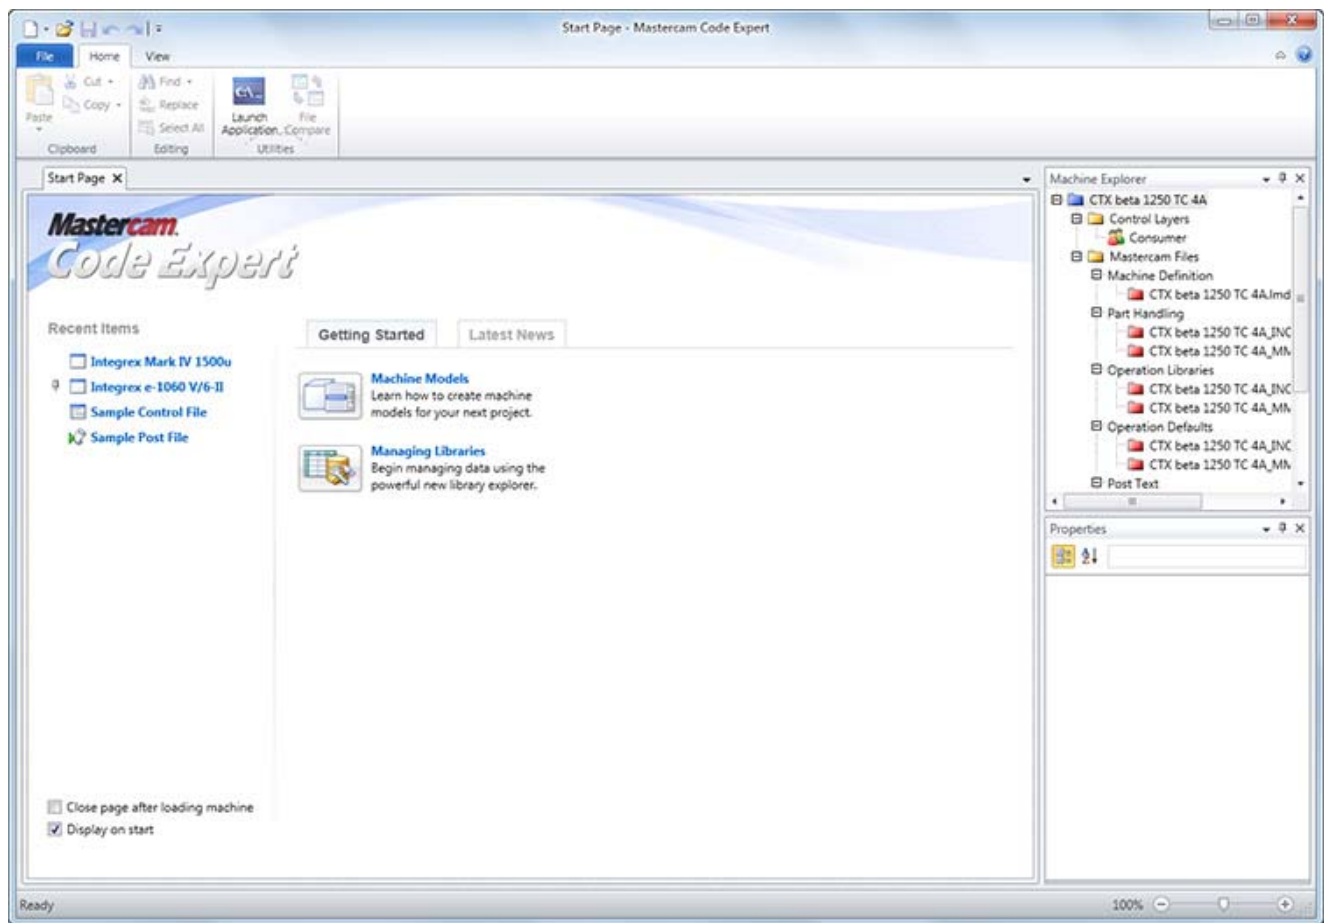 Start Page - Mastercam Code Expert
File Home View
Cut
Copy
Paste
Clipboard
Find
Replace
Select All
Editing
Launch Application
File Compare
Utilities
Start Page
Mastercam
Code Expert
Recent Items
Integrex Mark IV 1500u
Integrex e-1060 V/6-II
Sample Control File
Sample Post File
Getting Started
Latest News
Machine Models
Learn how to create machine
models for your next project.
Managing Libraries
Begin managing data using the
powerful new library explorer.
Close page after loading machine
Display on start
Machine Explorer
CTX beta 1250 TC 4A
Control Layers
Consumer
Mastercam Files
Machine Definition
CTX beta 1250 TC 4A.lmd
Part Handling
CTX beta 1250 TC 4A_INC
CTX beta 1250 TC 4A_MM
Operation Libraries
CTX beta 1250 TC 4A_INC
CTX beta 1250 TC 4A_MM
Operation Defaults
CTX beta 1250 TC 4A_INC
CTX beta 1250 TC 4A_MM
Post Text
Properties
Ready
100%